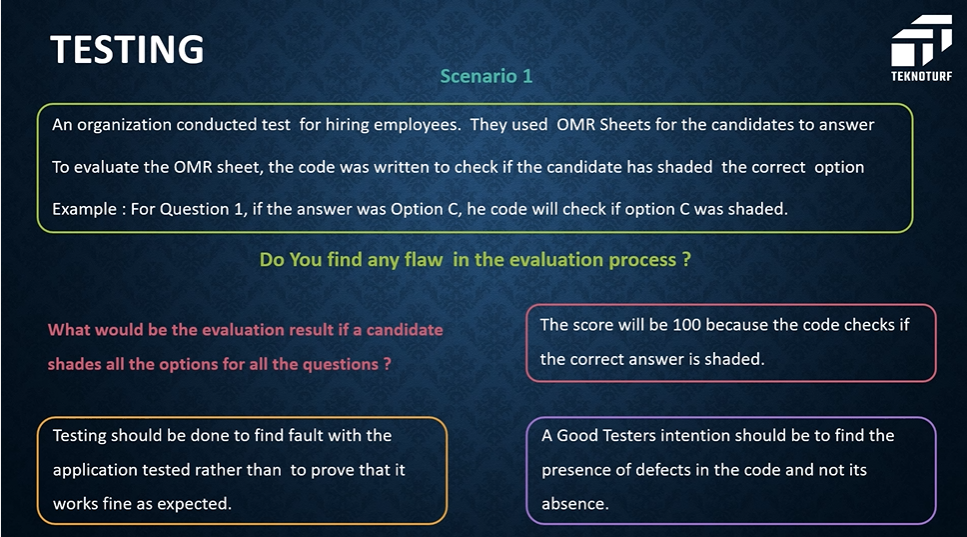 TESTING
TEKNOTURF
Scenario 1
An organization conducted test for hiring employees. They used OMR Sheets for the candidates to answer
To evaluate the OMR sheet, the code was written to check if the candidate has shaded the correct option
Example : For Question 1, if the answer was Option C, he code will check if option C was shaded.
Do You find any flaw in the evaluation process ?
What would be the evaluation result if a candidate
shades all the options for all the questions ?
The score will be 100 because the code checks if
the correct answer is shaded.
Testing should be done to find fault with the
application tested rather than to prove that it
works fine as expected.
A Good Testers intention should be to find the
presence of defects in the code and not its
absence.